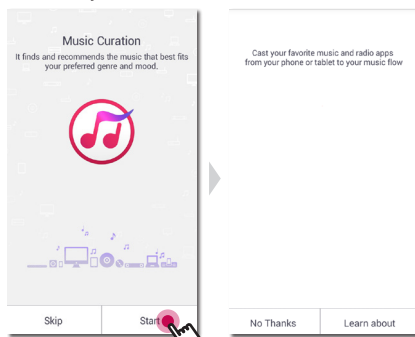 Music Curation
It finds and recommends the music that best fits
your preferred genre and mood.
Skip
Start
Cast your favorite music and radio apps
from your phone or tablet to your music flow
No Thanks
Learn about